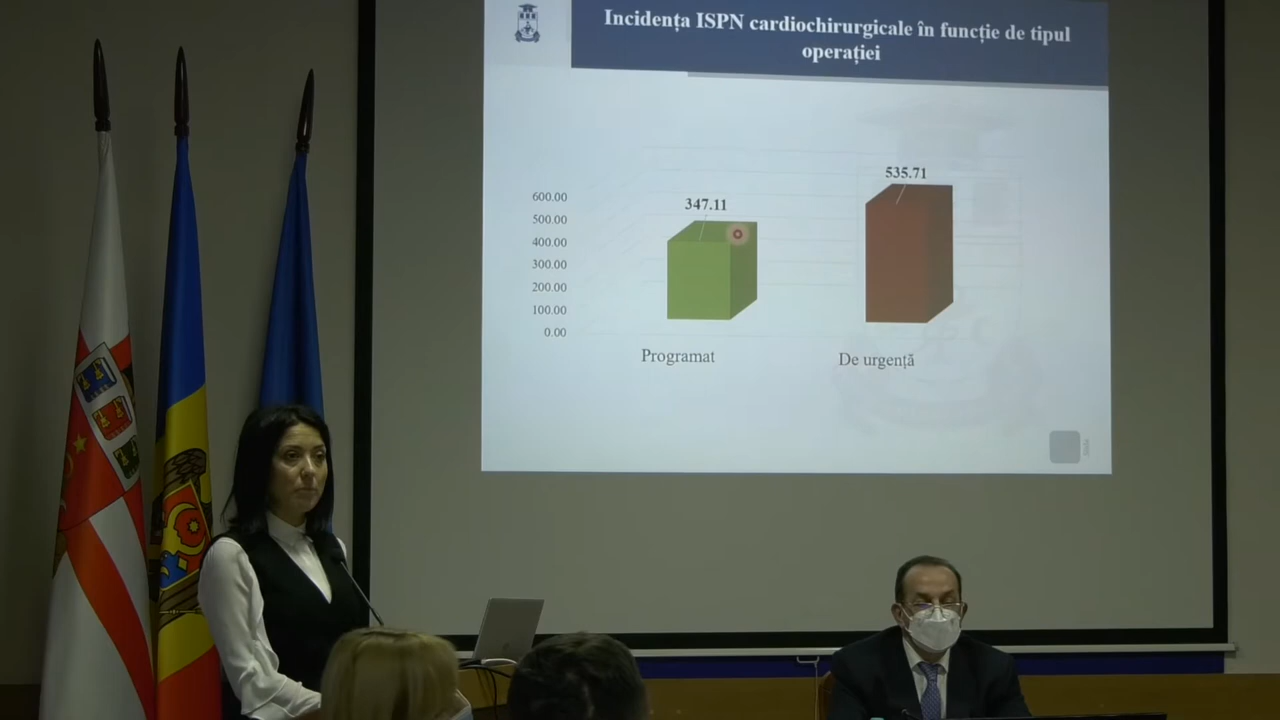 Incidența ISPN cardiochirurgicale în funcție de tipul
operației
535.71
347.11
600.00
500.00
400.00
300.00
200.00
100.00
0.00
Programat
De urgență